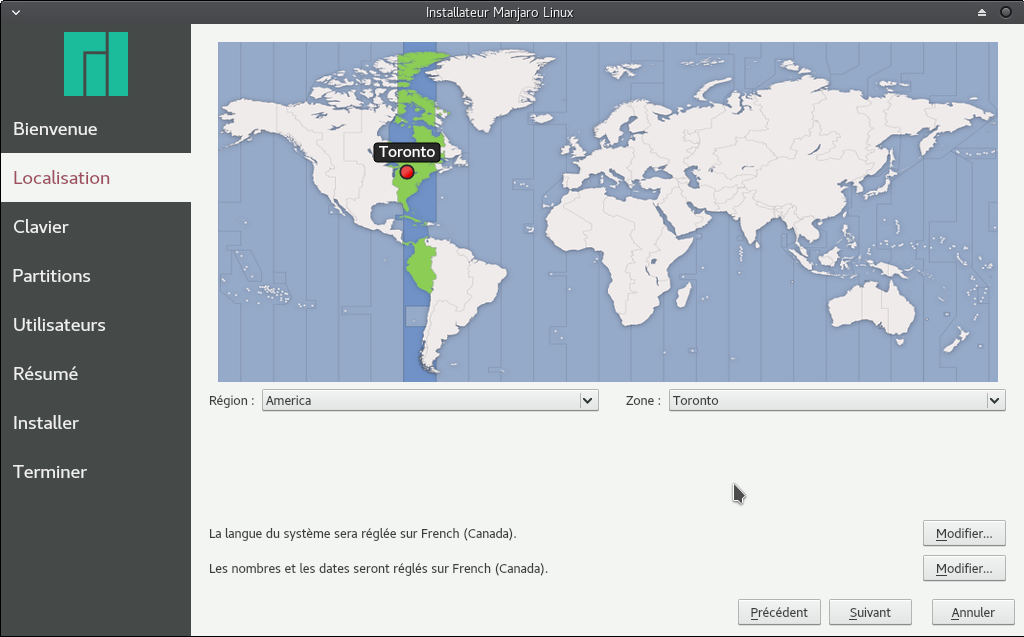 Installateur Manjaro Linux
Bienvenue
Localisation
Clavier
Partitions
Utilisateurs
Résumé
Installer
Terminer
Toronto
Région : America
Zone : Toronto
La langue du système sera réglée sur French (Canada).
Modifier...
Les nombres et les dates seront réglés sur French (Canada).
Modifier...
Précédent
Suivant
Annuler